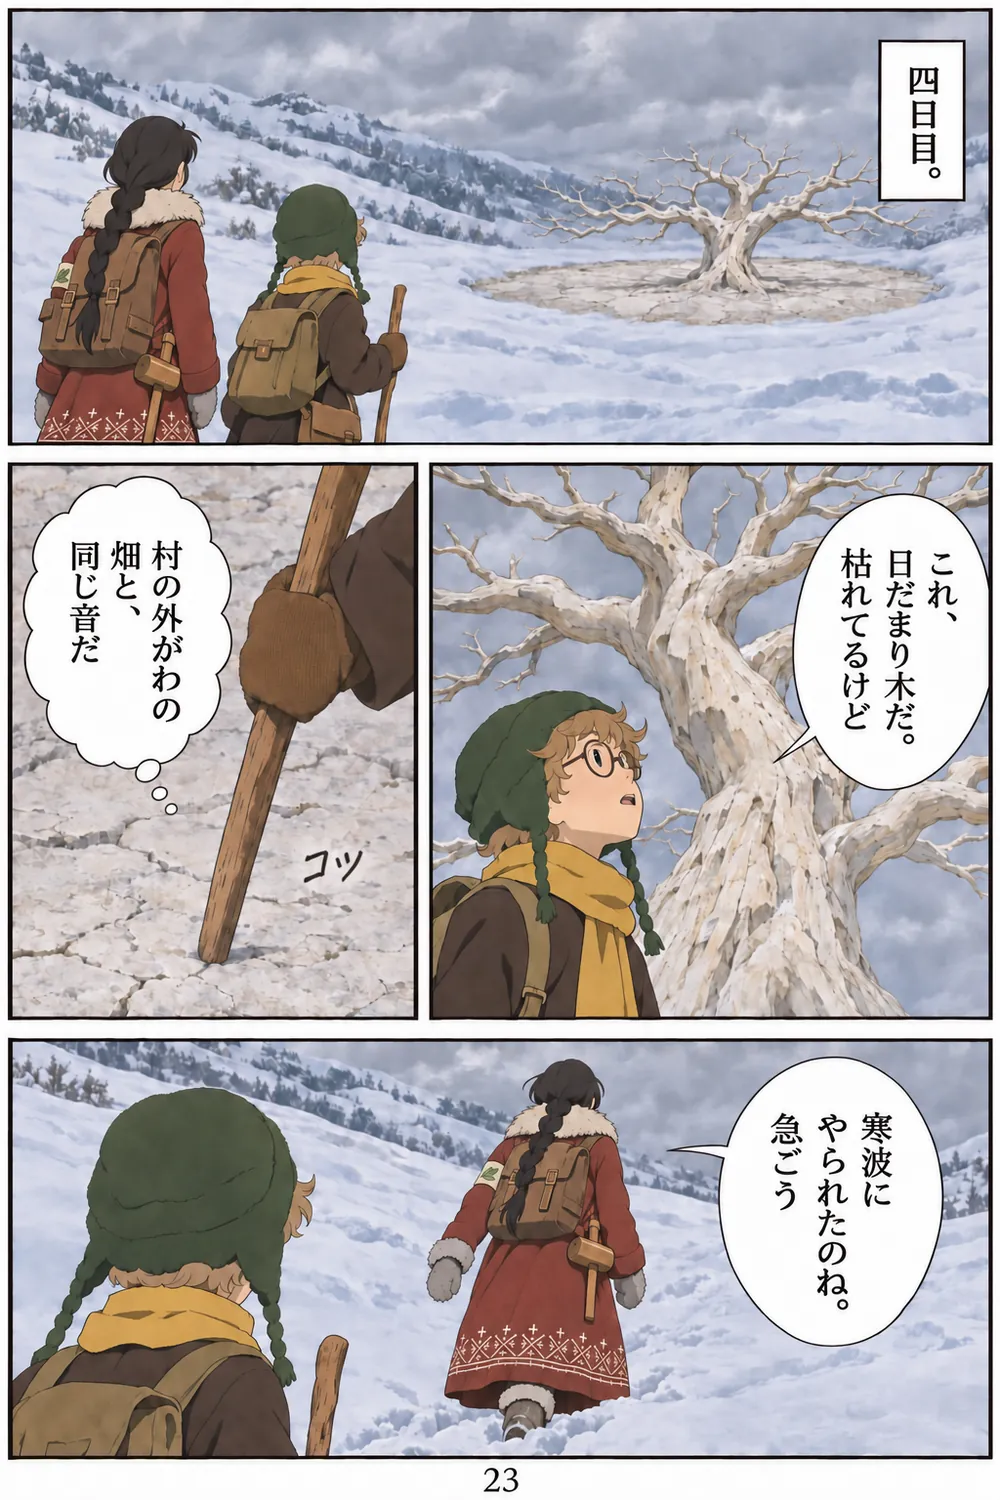 四日目。
これ、
日だまり木だ。
枯れてるけど
村の外がわの
畑と、
同じ音だ
コツ
寒波に
やられたのね。
急ごう
23